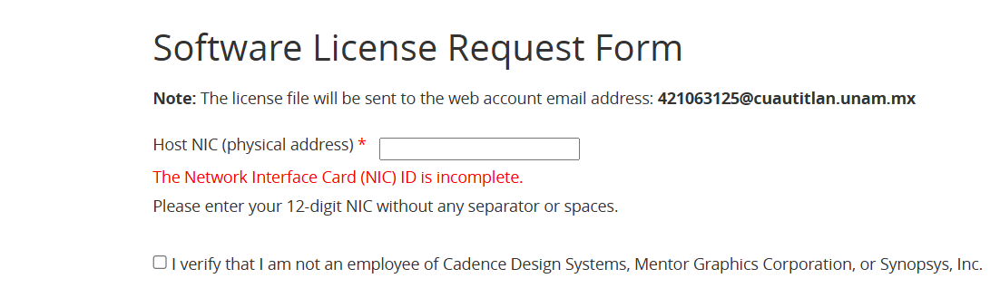 Software License Request Form
Note: The license file will be sent to the web account email address: 421063125@cuautitlan.unam.mx
Host NIC (physical address) *
The Network Interface Card (NIC) ID is incomplete.
Please enter your 12-digit NIC without any separator or spaces.
I verify that I am not an employee of Cadence Design Systems, Mentor Graphics Corporation, or Synopsys, Inc.